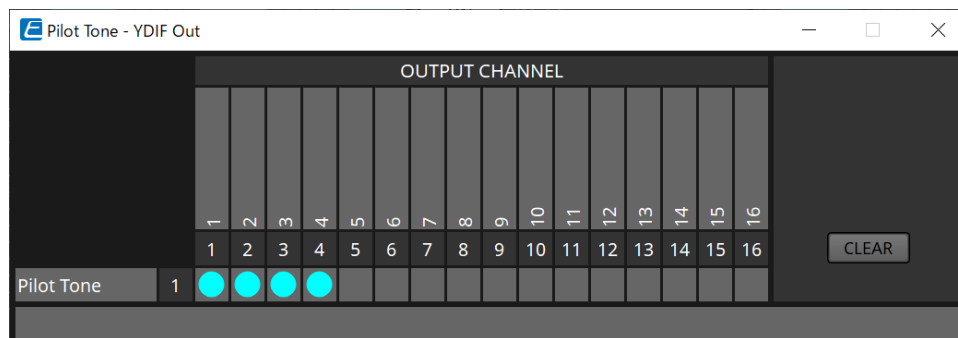 Pilot Tone - YDIF Out
OUTPUT CHANNEL
1 2 3 4 5 6 7 8 9 10 11 12 13 14 15 16
1 2 3 4 5 6 7 8 9 10 11 12 13 14 15 16
CLEAR
Pilot Tone 1